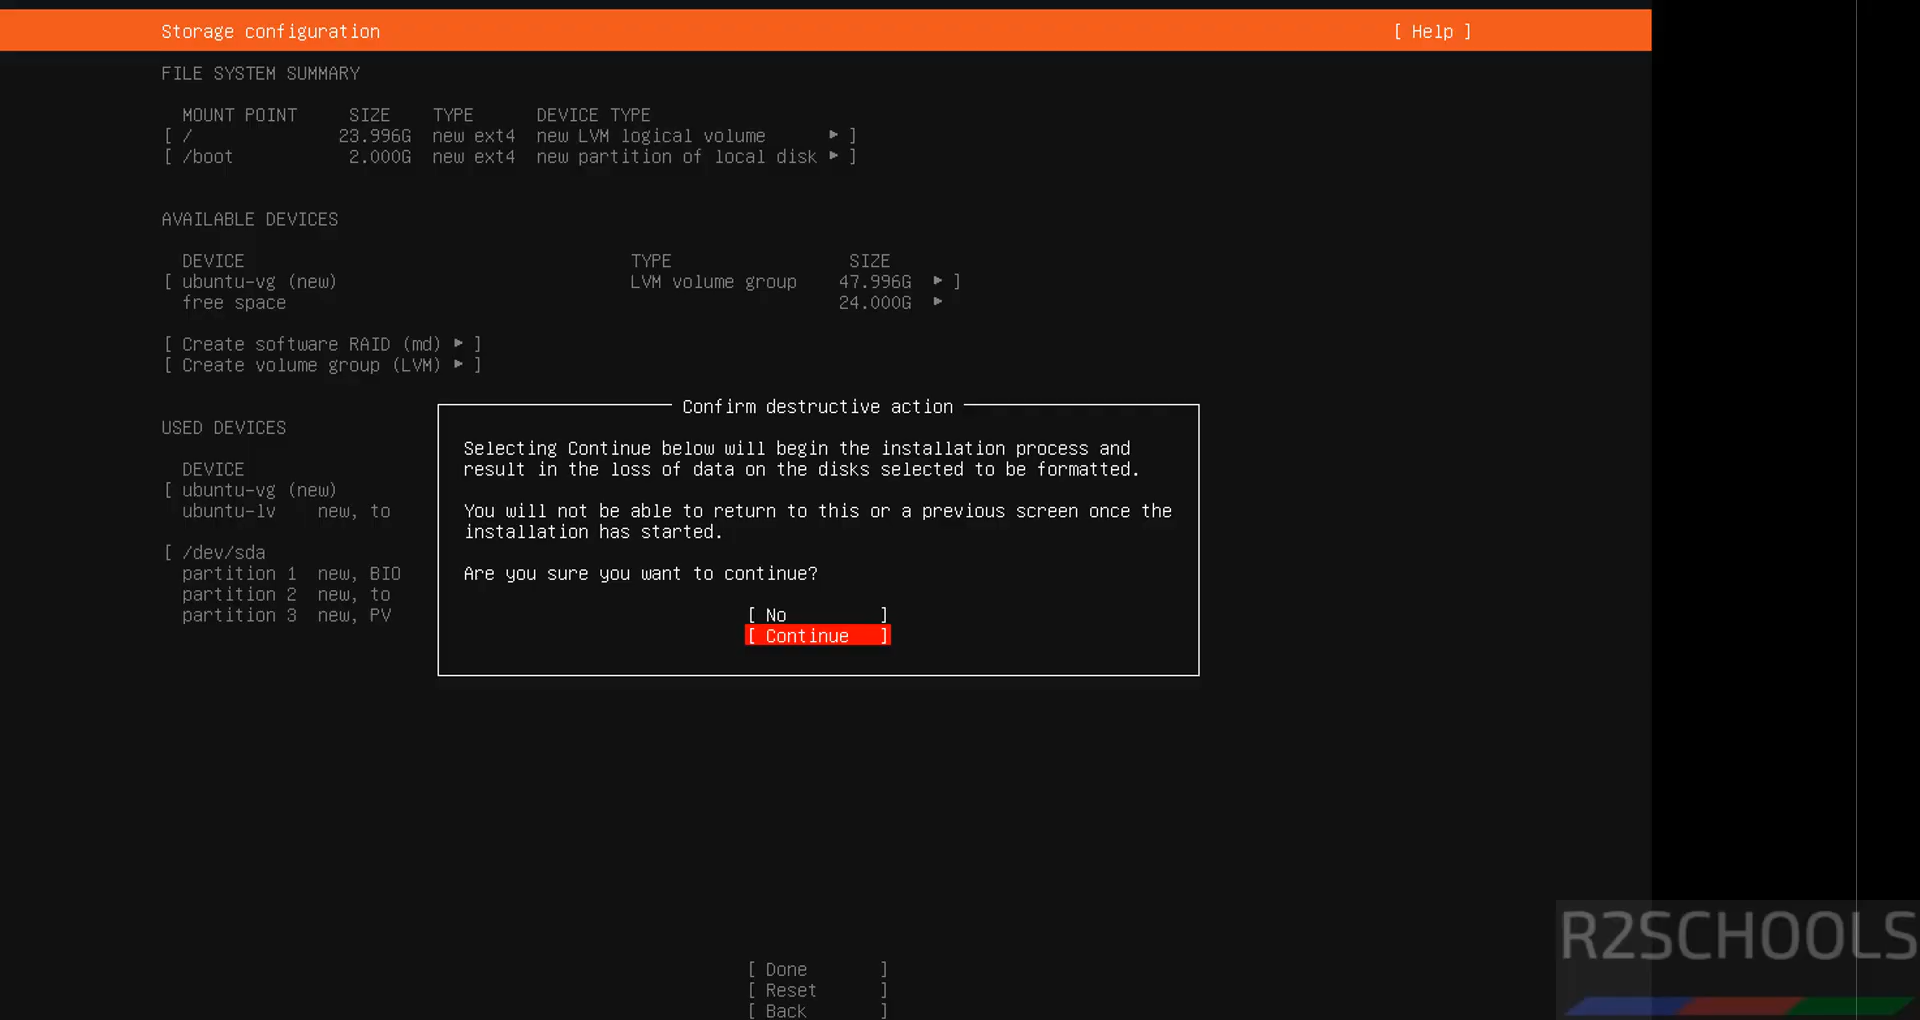 Storage configuration [ Help ]
FILE SYSTEM SUMMARY
MOUNT POINT SIZE TYPE DEVICE TYPE
[ / 23.996G new ext4 new LVM logical volume ▸ ]
[ /boot 2.000G new ext4 new partition of local disk ▸ ]
AVAILABLE DEVICES
DEVICE TYPE SIZE
[ ubuntu-vg (new) LVM volume group 47.996G ▸ ]
free space 24.000G ▸
[ Create software RAID (md) ▸ ]
[ Create volume group (LVM) ▸ ]
USED DEVICES
DEVICE
[ ubuntu-vg (new)
ubuntu-lv new, to
[ /dev/sda
partition 1 new, BIO
partition 2 new, to
partition 3 new, PV
Confirm destructive action
Selecting Continue below will begin the installation process and
result in the loss of data on the disks selected to be formatted.
You will not be able to return to this or a previous screen once the
installation has started.
Are you sure you want to continue?
[ No ]
[ Continue ]
[ Done ]
[ Reset ]
[ Back ]
R2SCHOOLS